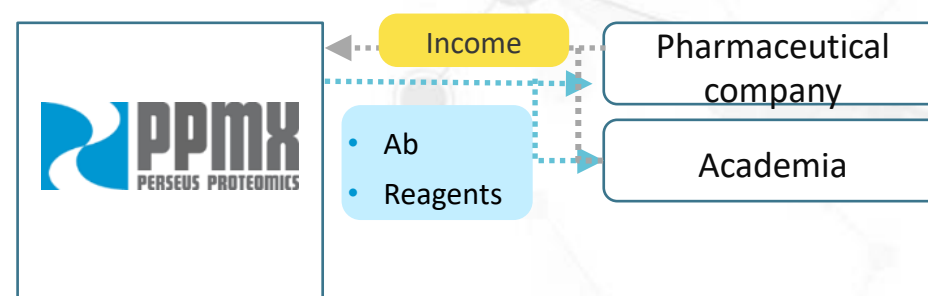 Income
Pharmaceutical
company
PPMX
PERSEUS PROTEOMICS
• Ab
• Reagents
Academia